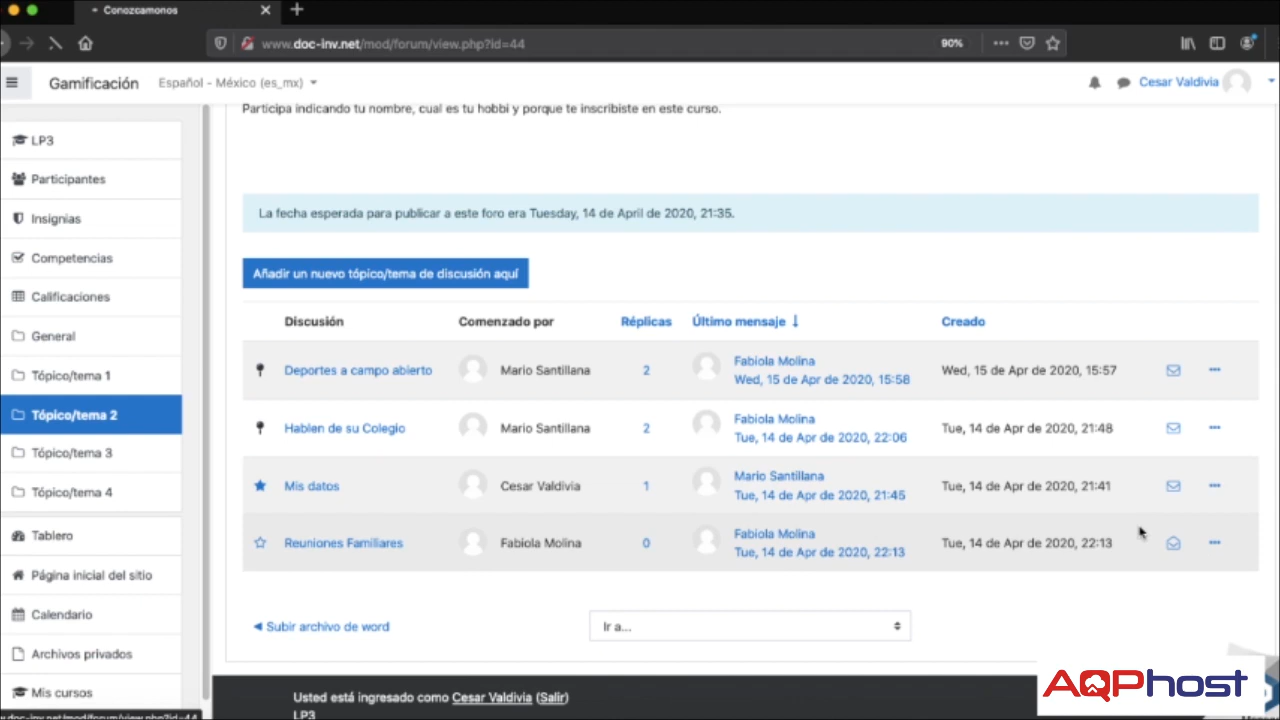 Conozcamonos
www.doc-inv.net/mod/forum/view.php?id=44
90%
Gamificación
Español - México (es_mx)
Cesar Valdivia
LP3
Participantes
Insignias
Competencias
Calificaciones
General
Tópico/tema 1
Tópico/tema 2
Tópico/tema 3
Tópico/tema 4
Tablero
Página inicial del sitio
Calendario
Archivos privados
Mis cursos
Participa indicando tu nombre, cual es tu hobbi y porque te inscribiste en este curso.
La fecha esperada para publicar a este foro era Tuesday, 14 de April de 2020, 21:35.
Añadir un nuevo tópico/tema de discusión aquí
Discusión Comenzado por Réplicas Último mensaje ↓ Creado
Deportes a campo abierto Mario Santillana 2 Fabiola Molina Wed, 15 de Apr de 2020, 15:57
Wed, 15 de Apr de 2020, 15:58
Hablen de su Colegio Mario Santillana 2 Fabiola Molina Tue, 14 de Apr de 2020, 21:48
Tue, 14 de Apr de 2020, 22:06
Mis datos Cesar Valdivia 1 Mario Santillana Tue, 14 de Apr de 2020, 21:41
Tue, 14 de Apr de 2020, 21:45
Reuniones Familiares Fabiola Molina 0 Fabiola Molina Tue, 14 de Apr de 2020, 22:13
Tue, 14 de Apr de 2020, 22:13
◄ Subir archivo de word
Ir a...
Usted está ingresado como Cesar Valdivia (Salir)
LP3
AQPhost